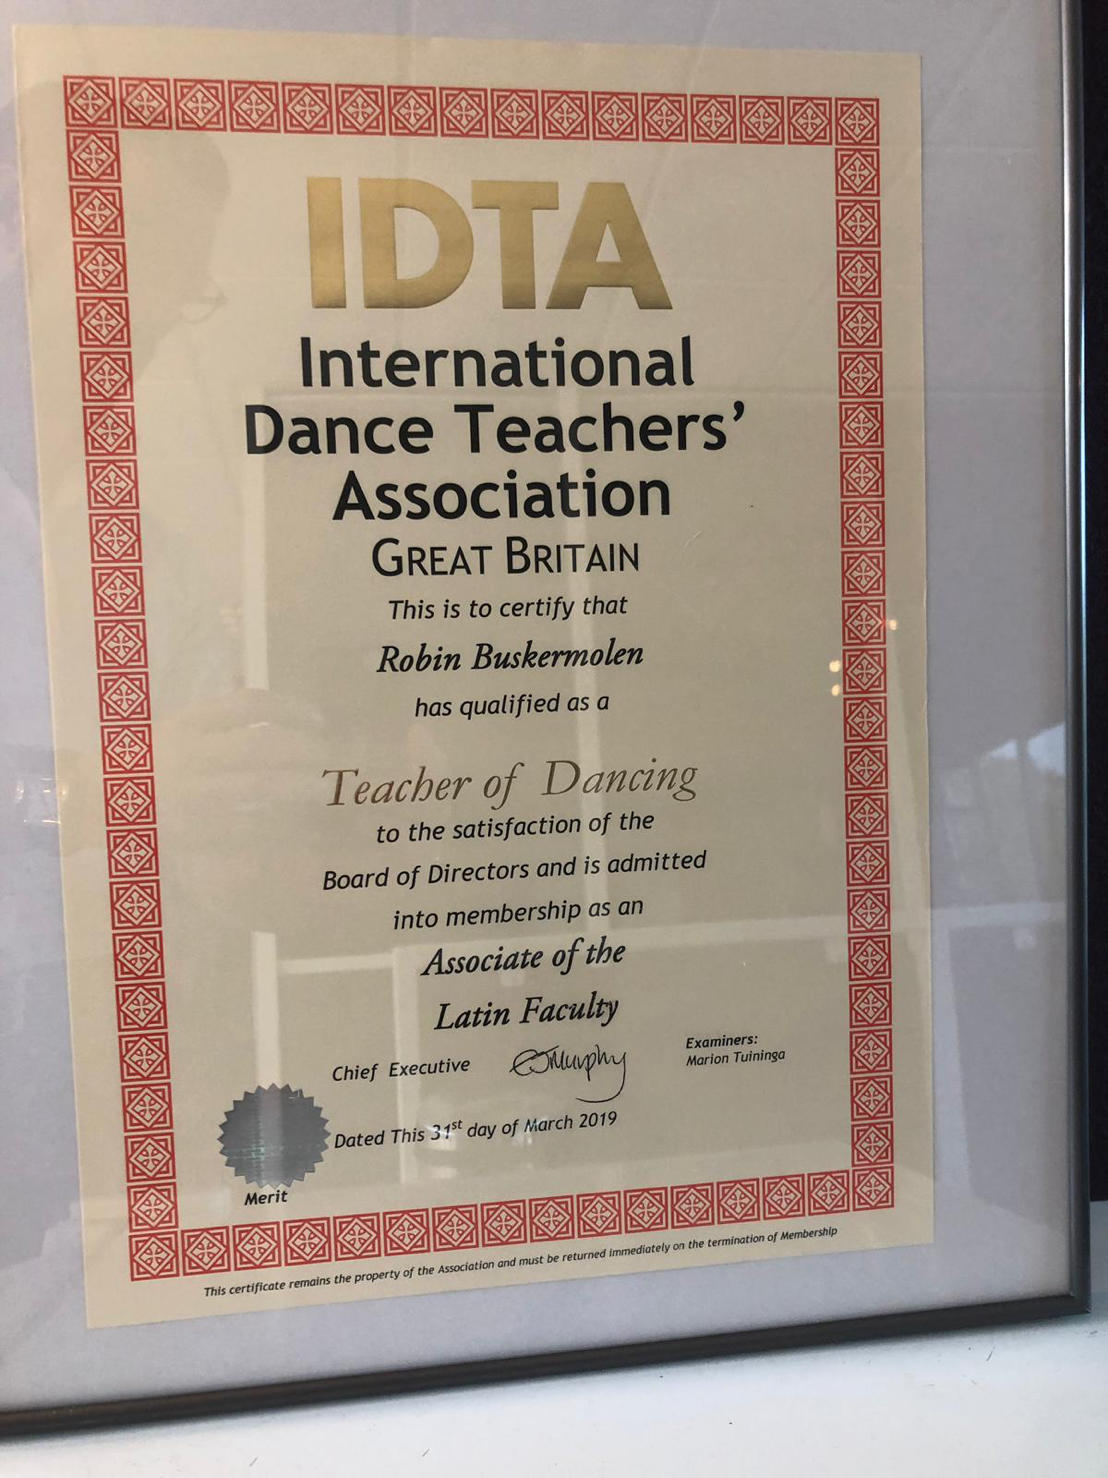 IDTA
International
Dance Teachers'
Association
GREAT BRITAIN
This is to certify that
Robin Buskermolen
has qualified as a
Teacher of Dancing
to the satisfaction of the
Board of Directors and is admitted
into membership as an
Associate of the
Latin Faculty
Chief Executive
Murphy
Examiners:
Marion Tuininga
Dated This 31st day of March 2019
Merit
This certificate remains the property of the Association and must be returned immediately on the termination of Membership